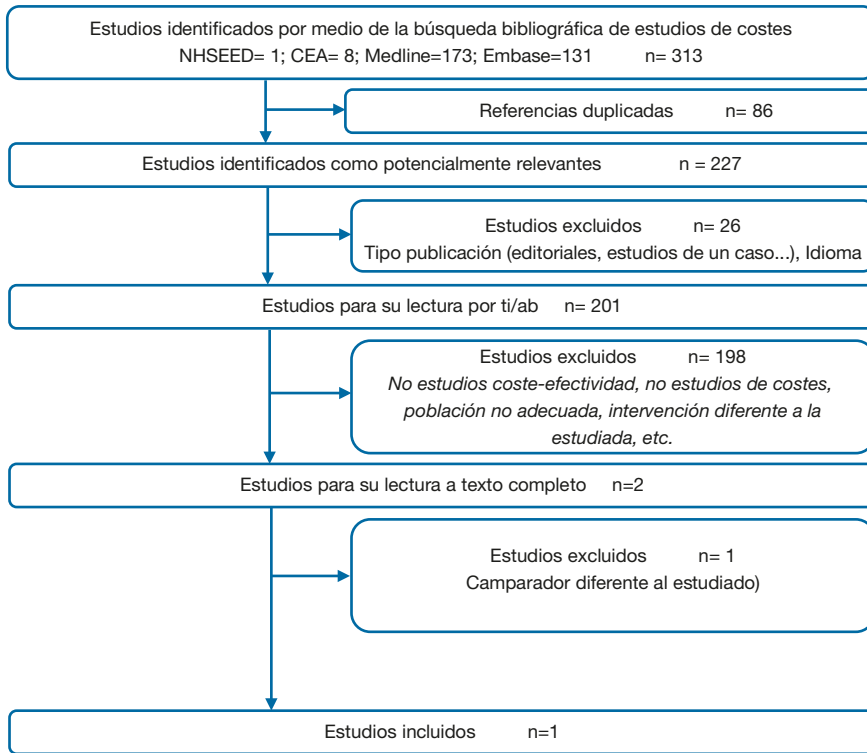 Estudios identificados por medio de la búsqueda bibliográfica de estudios de costes
NHSEED= 1; CEA= 8; Medline=173; Embase=131 n= 313
Referencias duplicadas n= 86
Estudios identificados como potencialmente relevantes n = 227
Estudios excluidos n= 26
Tipo publicación (editoriales, estudios de un caso...), Idioma
Estudios para su lectura por ti/ab n= 201
Estudios excluidos n= 198
No estudios coste-efectividad, no estudios de costes,
población no adecuada, intervención diferente a la
estudiada, etc.
Estudios para su lectura a texto completo n=2
Estudios excluidos n= 1
Camparador diferente al estudiado)
Estudios incluidos n=1